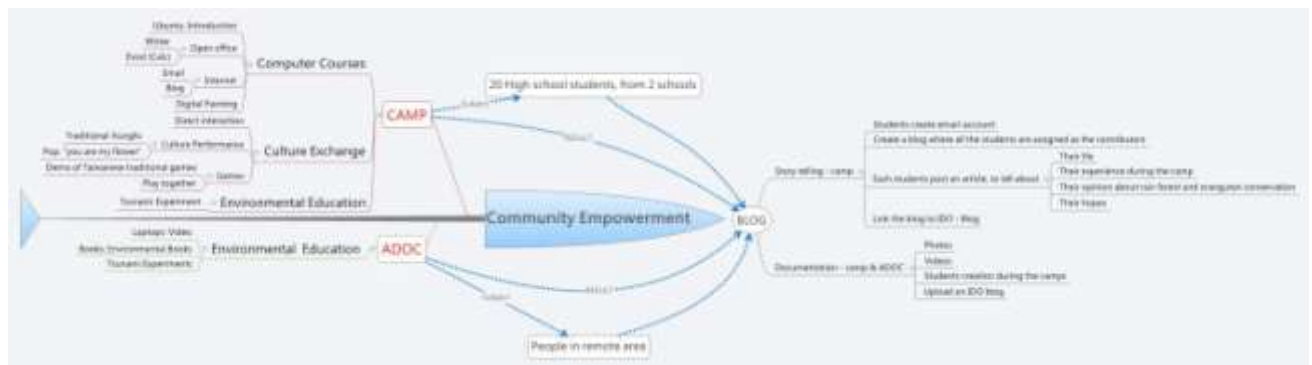 Ubuntu Introduction
Writer
Excel (Calc)
Open office
Email
Blog
Internet
Digital Painting
Computer Courses
Direct interaction
Traditional Kungfu
Pop "you are my flower"
Culture Performance
Demo of Taiwanese traditional games
Play together
Games
Culture Exchange
Tsunami Experiment
Environmental Education
CAMP
Laptops: Video
Books: Environmental Books
Tsunami Experiments
Environmental Education
ADOC
20 High school students, from 2 schools
Community Empowerment
People in remote area
BLOG
Story telling - camp
Students create email account
Create a blog where all the students are assigned as the contributors
Each students post an article, to tell about
Their life
Their experience during the camp
Their opinion about rain forest and orangutan conservation
Their hopes
Link the blog to IDO - Blog
Documentation - camp & ADOC
Photos
Videos
Students creation during the camps
Upload on IDO blog